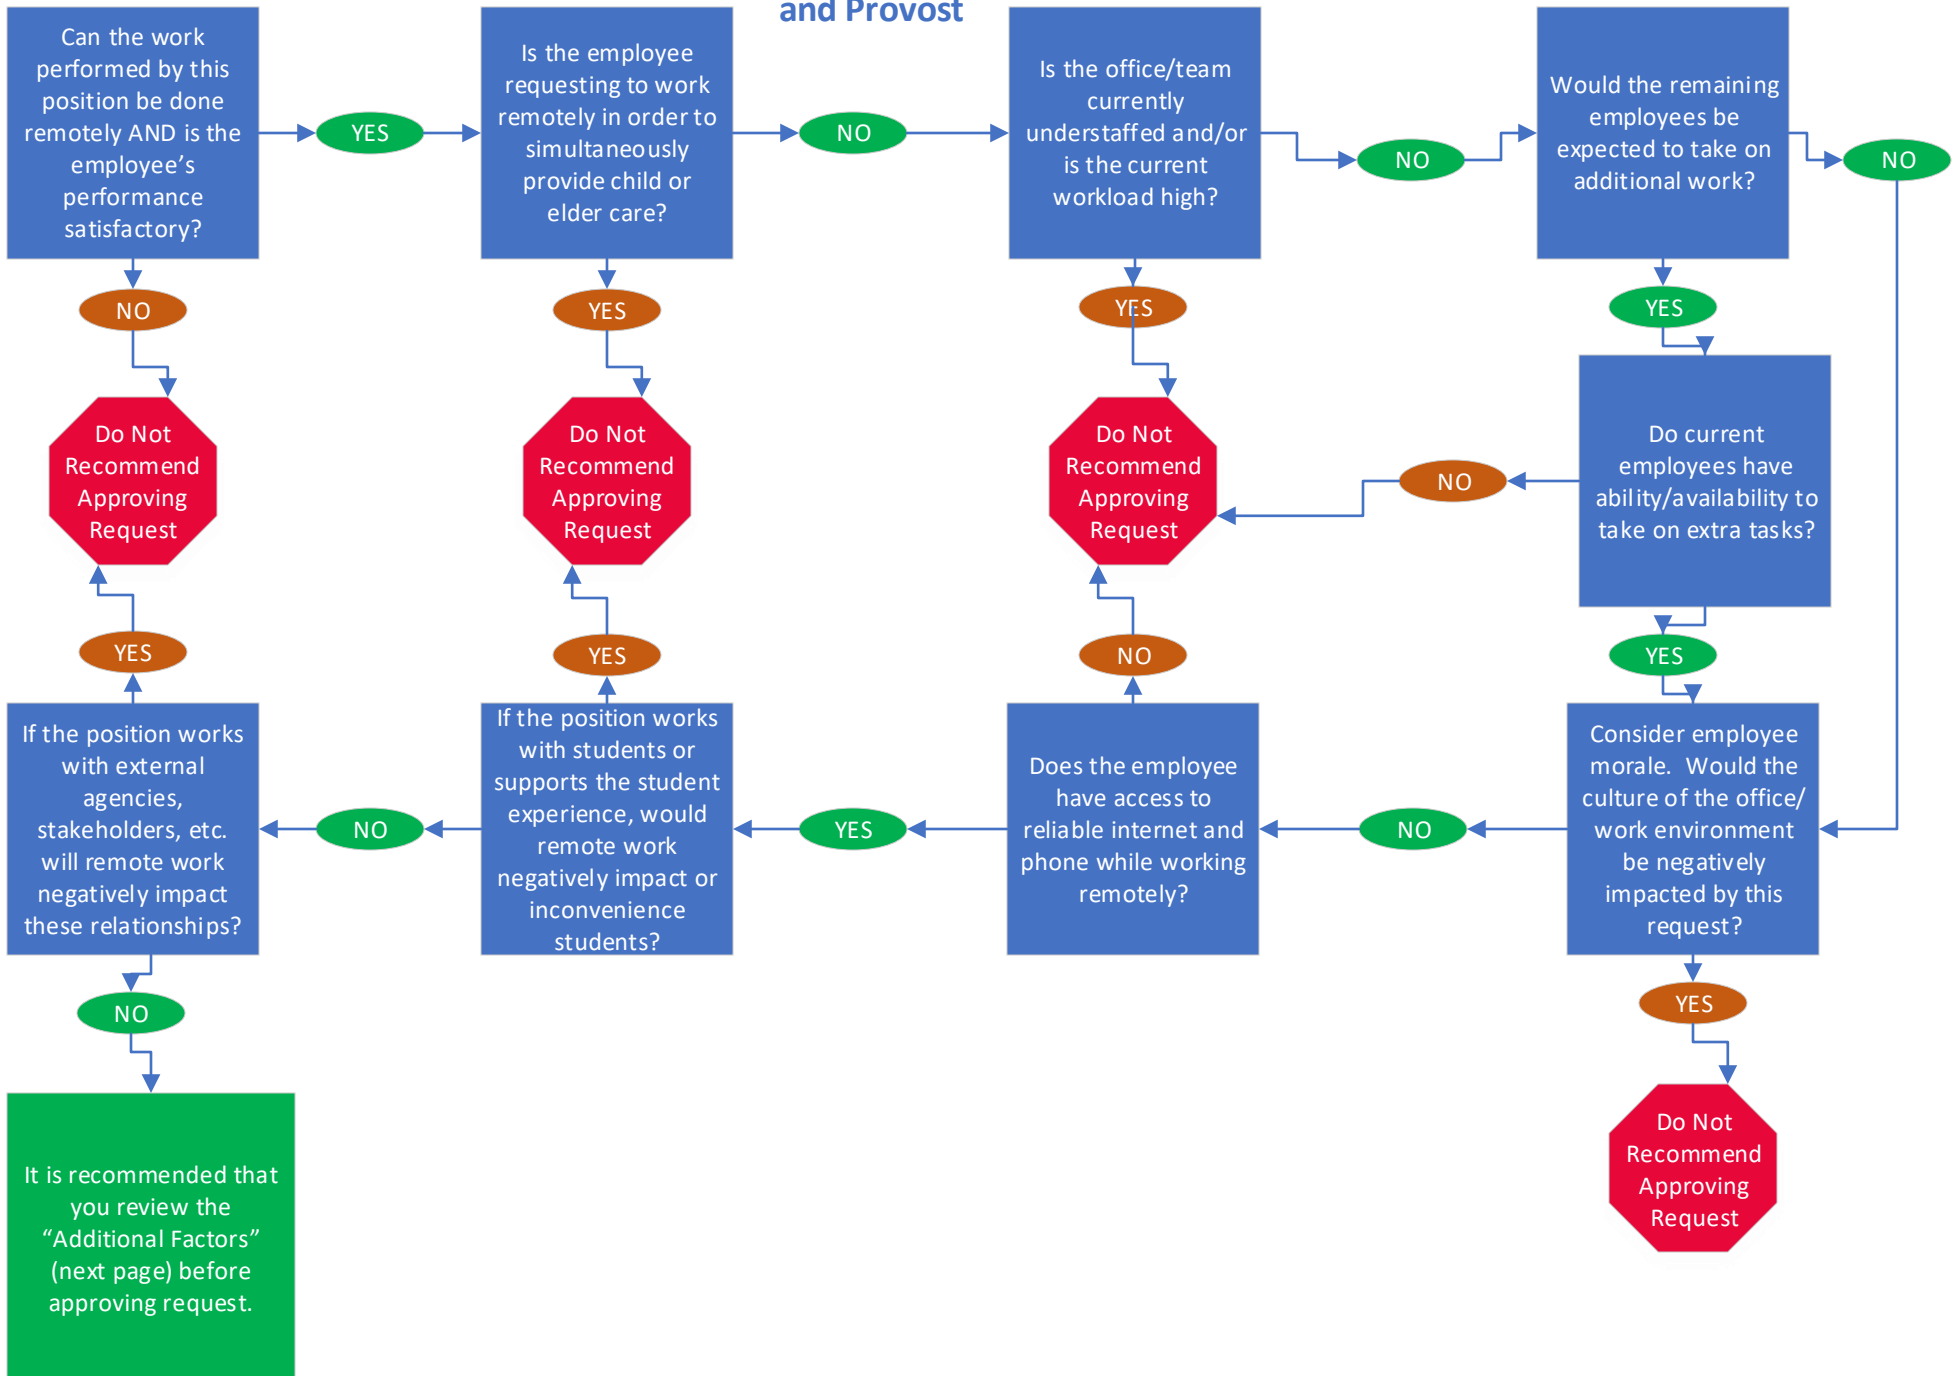 and Provost
Can the work
performed by this
position be done
remotely AND is the
employee’s
performance
satisfactory?
YES
Is the employee
requesting to work
remotely in order to
simultaneously
provide child or
elder care?
NO
Is the office/team
currently
understaffed and/or
is the current
workload high?
NO
Would the remaining
employees be
expected to take on
additional work?
NO
NO
YES
YES
YES
Do Not
Recommend
Approving
Request
Do Not
Recommend
Approving
Request
Do Not
Recommend
Approving
Request
NO
Do current
employees have
ability/availability to
take on extra tasks?
YES
YES
NO
YES
If the position works
with external
agencies,
stakeholders, etc.
will remote work
negatively impact
these relationships?
NO
If the position works
with students or
supports the student
experience, would
remote work
negatively impact or
inconvenience
students?
YES
Does the employee
have access to
reliable internet and
phone while working
remotely?
NO
Consider employee
morale.  Would the
culture of the office/
work environment
be negatively
impacted by this
request?
NO
YES
It is recommended that
you review the
“Additional Factors”
(next page) before
approving request.
Do Not
Recommend
Approving
Request